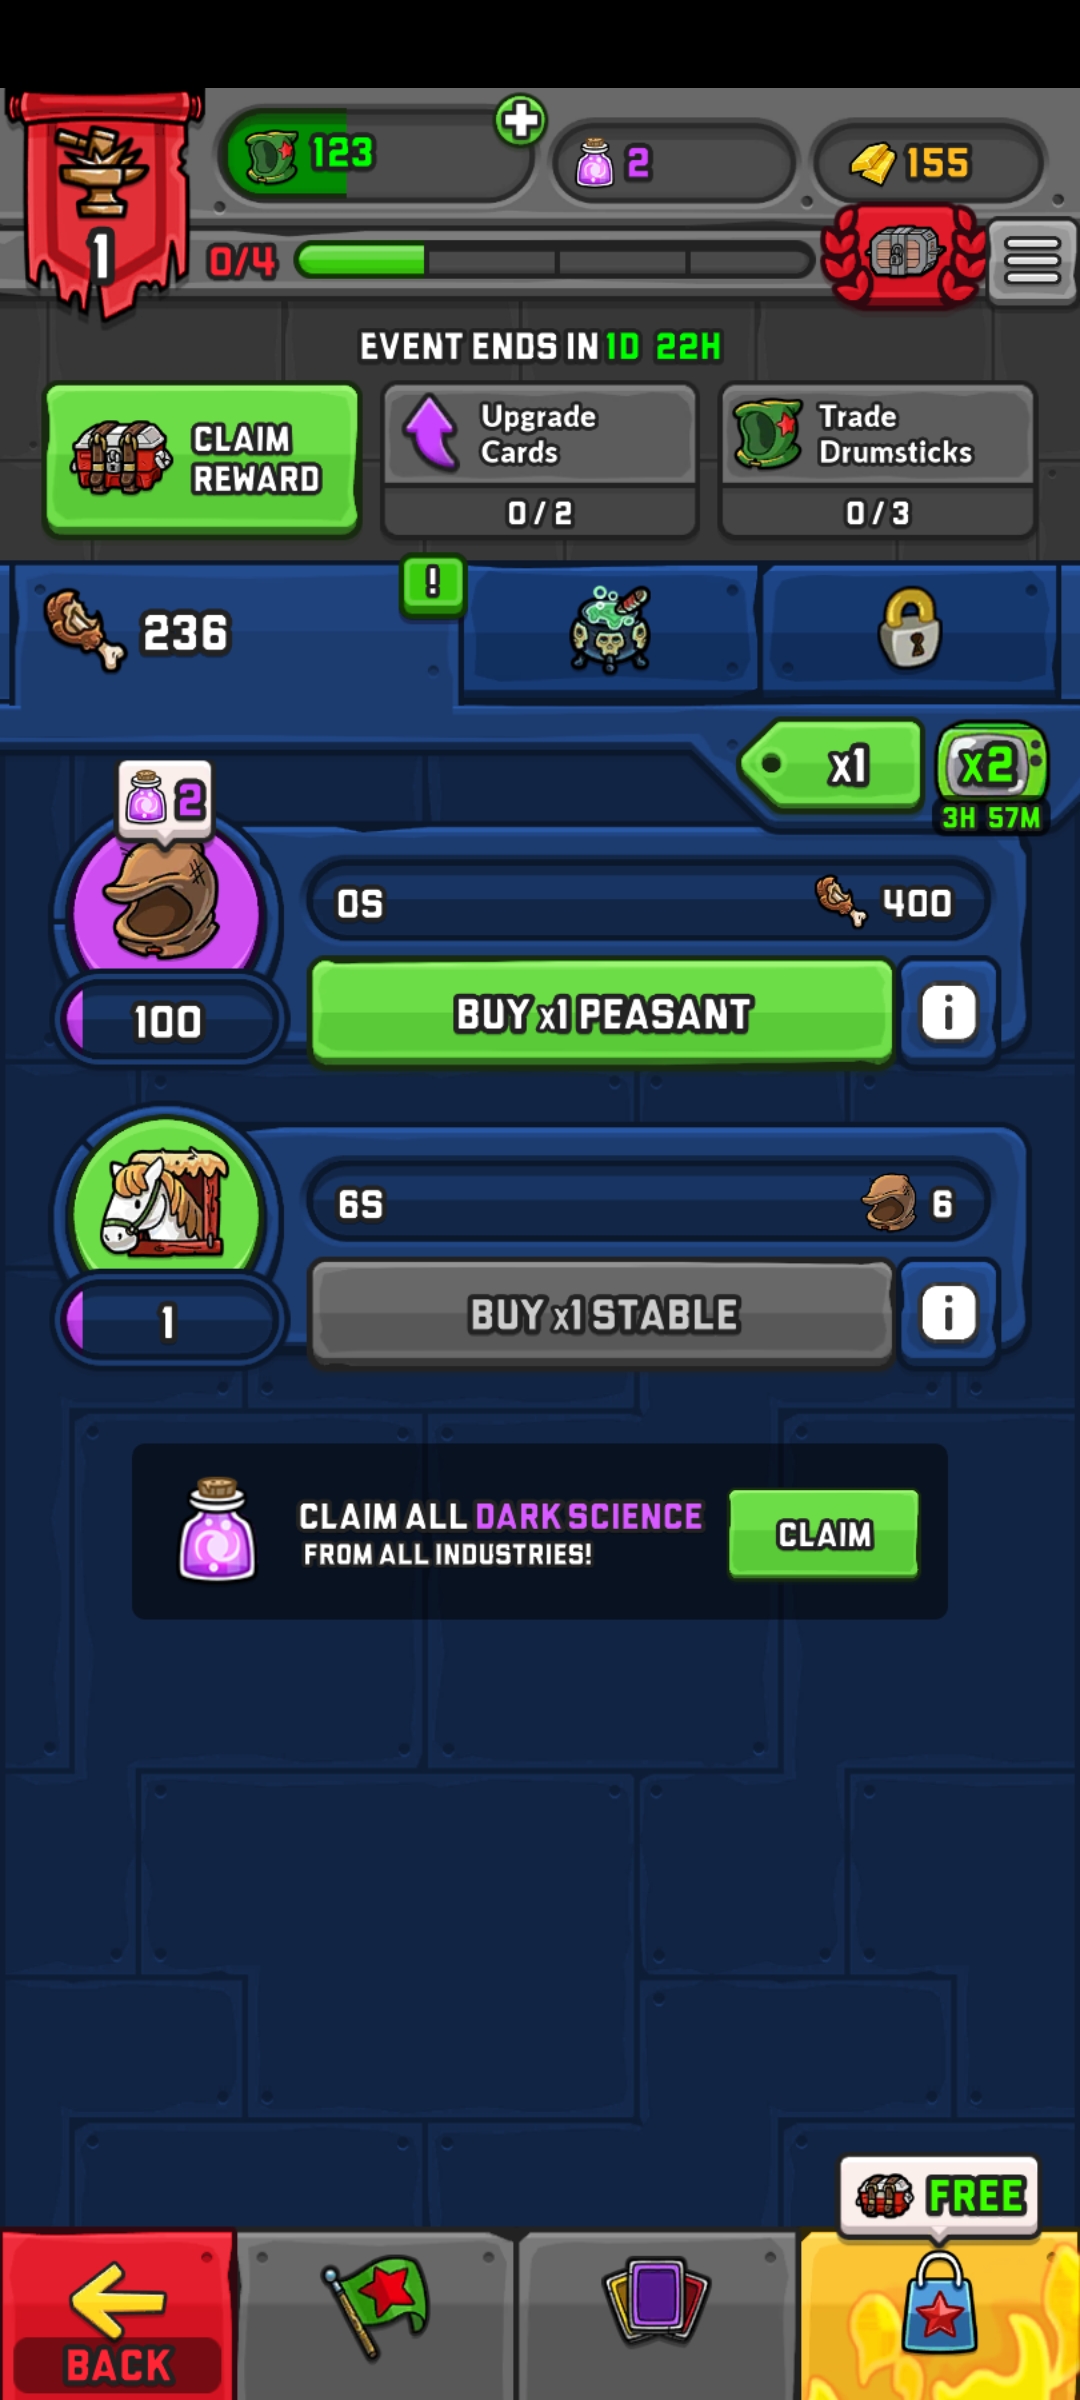 123
2
155
1
0/4
EVENT ENDS IN 1D 22H
CLAIM
REWARD
Upgrade
Cards
0/2
Trade
Drumsticks
0/3
236
!
x1
x2
3H 57M
2
0S
400
100
BUY x1 PEASANT
i
6S
6
1
BUY x1 STABLE
i
CLAIM ALL DARK SCIENCE
FROM ALL INDUSTRIES!
CLAIM
FREE
BACK